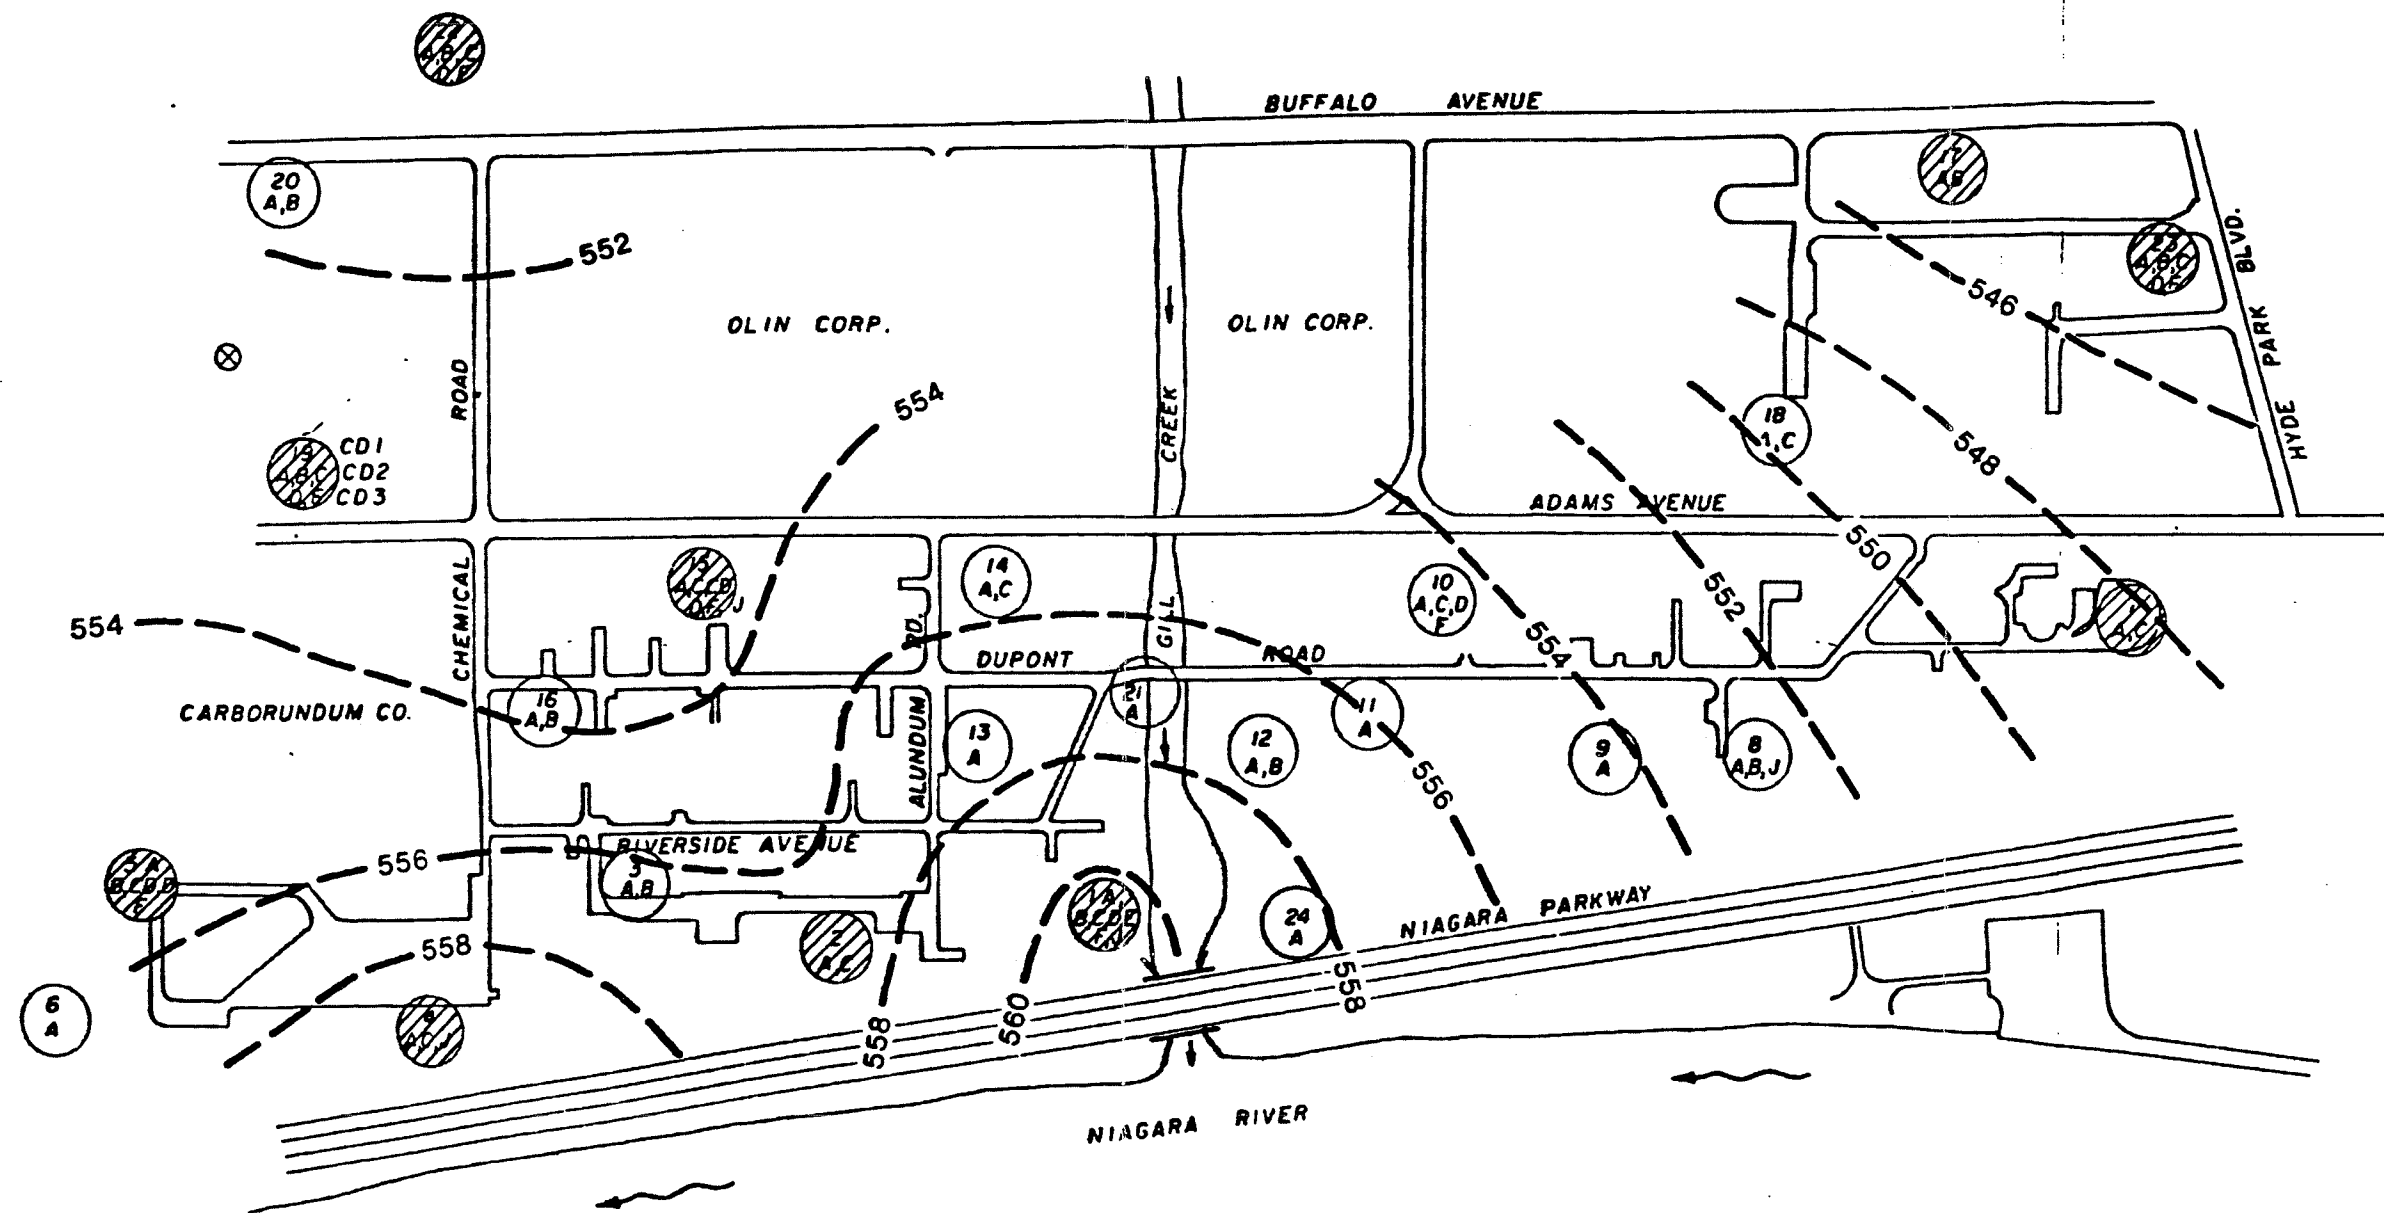 BUFFALO AVENUE
20
A,B
552
546
BLVD.
PARK
HYDE
OLIN CORP.
OLIN CORP.
CREEK
ROAD
554
18
548
CD1
CD2
CD3
ADAMS AVENUE
550
CHEMICAL
14
A,C
10
A,C,D
F
552
554
554
RD.
GILL
DUPONT ROAD
CARBORUNDUM CO.
16
A,B
21
A
11
A
13
A
12
A,B
9
A
8
A,B,J
ALUNDUM
556
RIVERSIDE AVENUE
556
3
A,B
558
24
A
NIAGARA PARKWAY
6
A
558
560
558
NIAGARA RIVER